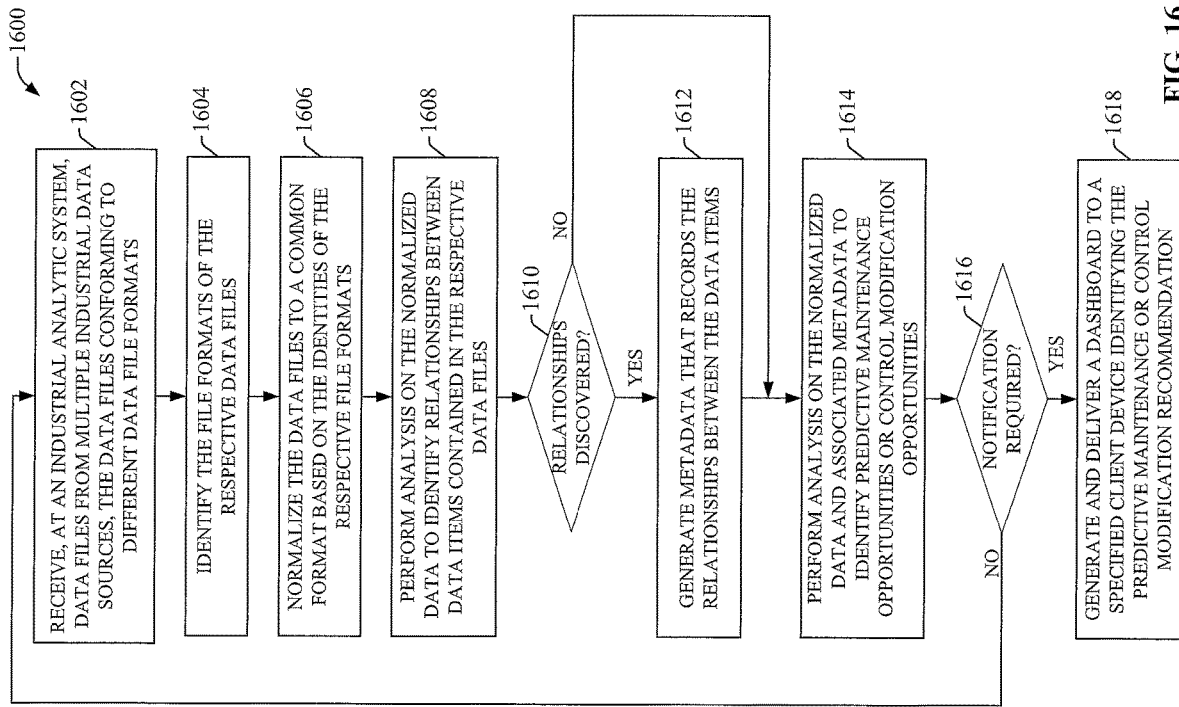 1600
1602
RECEIVE, AT AN INDUSTRIAL ANALYTIC SYSTEM,
DATA FILES FROM MULTIPLE INDUSTRIAL DATA
SOURCES, THE DATA FILES CONFORMING TO
DIFFERENT DATA FILE FORMATS
1604
IDENTIFY THE FILE FORMATS OF THE
RESPECTIVE DATA FILES
1606
NORMALIZE THE DATA FILES TO A COMMON
FORMAT BASED ON THE IDENTITIES OF THE
RESPECTIVE FILE FORMATS
1608
PERFORM ANALYSIS ON THE NORMALIZED
DATA TO IDENTIFY RELATIONSHIPS BETWEEN
DATA ITEMS CONTAINED IN THE RESPECTIVE
DATA FILES
1610
RELATIONSHIPS
DISCOVERED?
NO
YES
1612
GENERATE METADATA THAT RECORDS THE
RELATIONSHIPS BETWEEN THE DATA ITEMS
1614
PERFORM ANALYSIS ON THE NORMALIZED
DATA AND ASSOCIATED METADATA TO
IDENTIFY PREDICTIVE MAINTENANCE
OPPORTUNITIES OR CONTROL MODIFICATION
OPPORTUNITIES
1616
NOTIFICATION
REQUIRED?
NO
YES
1618
GENERATE AND DELIVER A DASHBOARD TO A
SPECIFIED CLIENT DEVICE IDENTIFYING THE
PREDICTIVE MAINTENANCE OR CONTROL
MODIFICATION RECOMMENDATION
FIG. 16